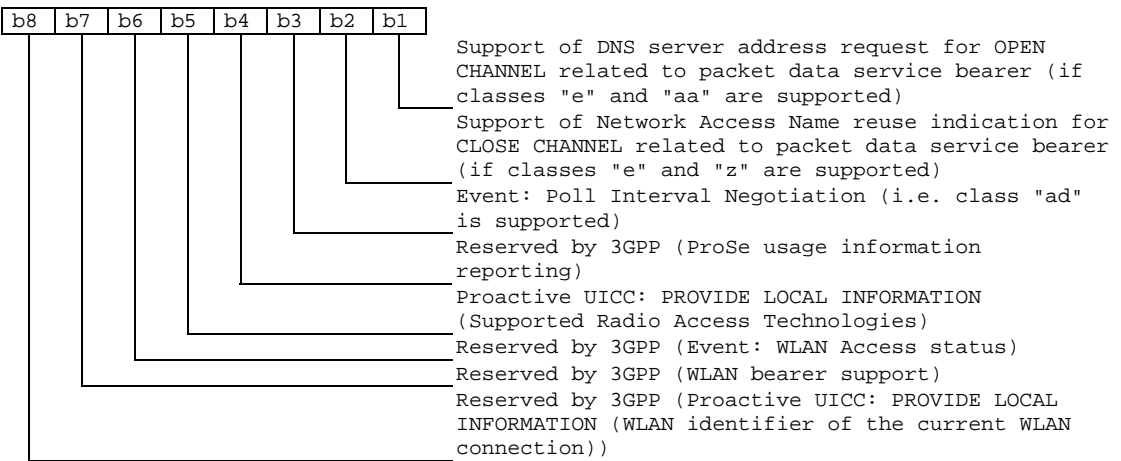 b8 b7 b6 b5 b4 b3 b2 b1
Support of DNS server address request for OPEN
CHANNEL related to packet data service bearer (if
classes "e" and "aa" are supported)
Support of Network Access Name reuse indication for
CLOSE CHANNEL related to packet data service bearer
(if classes "e" and "z" are supported)
Event: Poll Interval Negotiation (i.e. class "ad"
is supported)
Reserved by 3GPP (ProSe usage information
reporting)
Proactive UICC: PROVIDE LOCAL INFORMATION
(Supported Radio Access Technologies)
Reserved by 3GPP (Event: WLAN Access status)
Reserved by 3GPP (WLAN bearer support)
Reserved by 3GPP (Proactive UICC: PROVIDE LOCAL
INFORMATION (WLAN identifier of the current WLAN
connection))